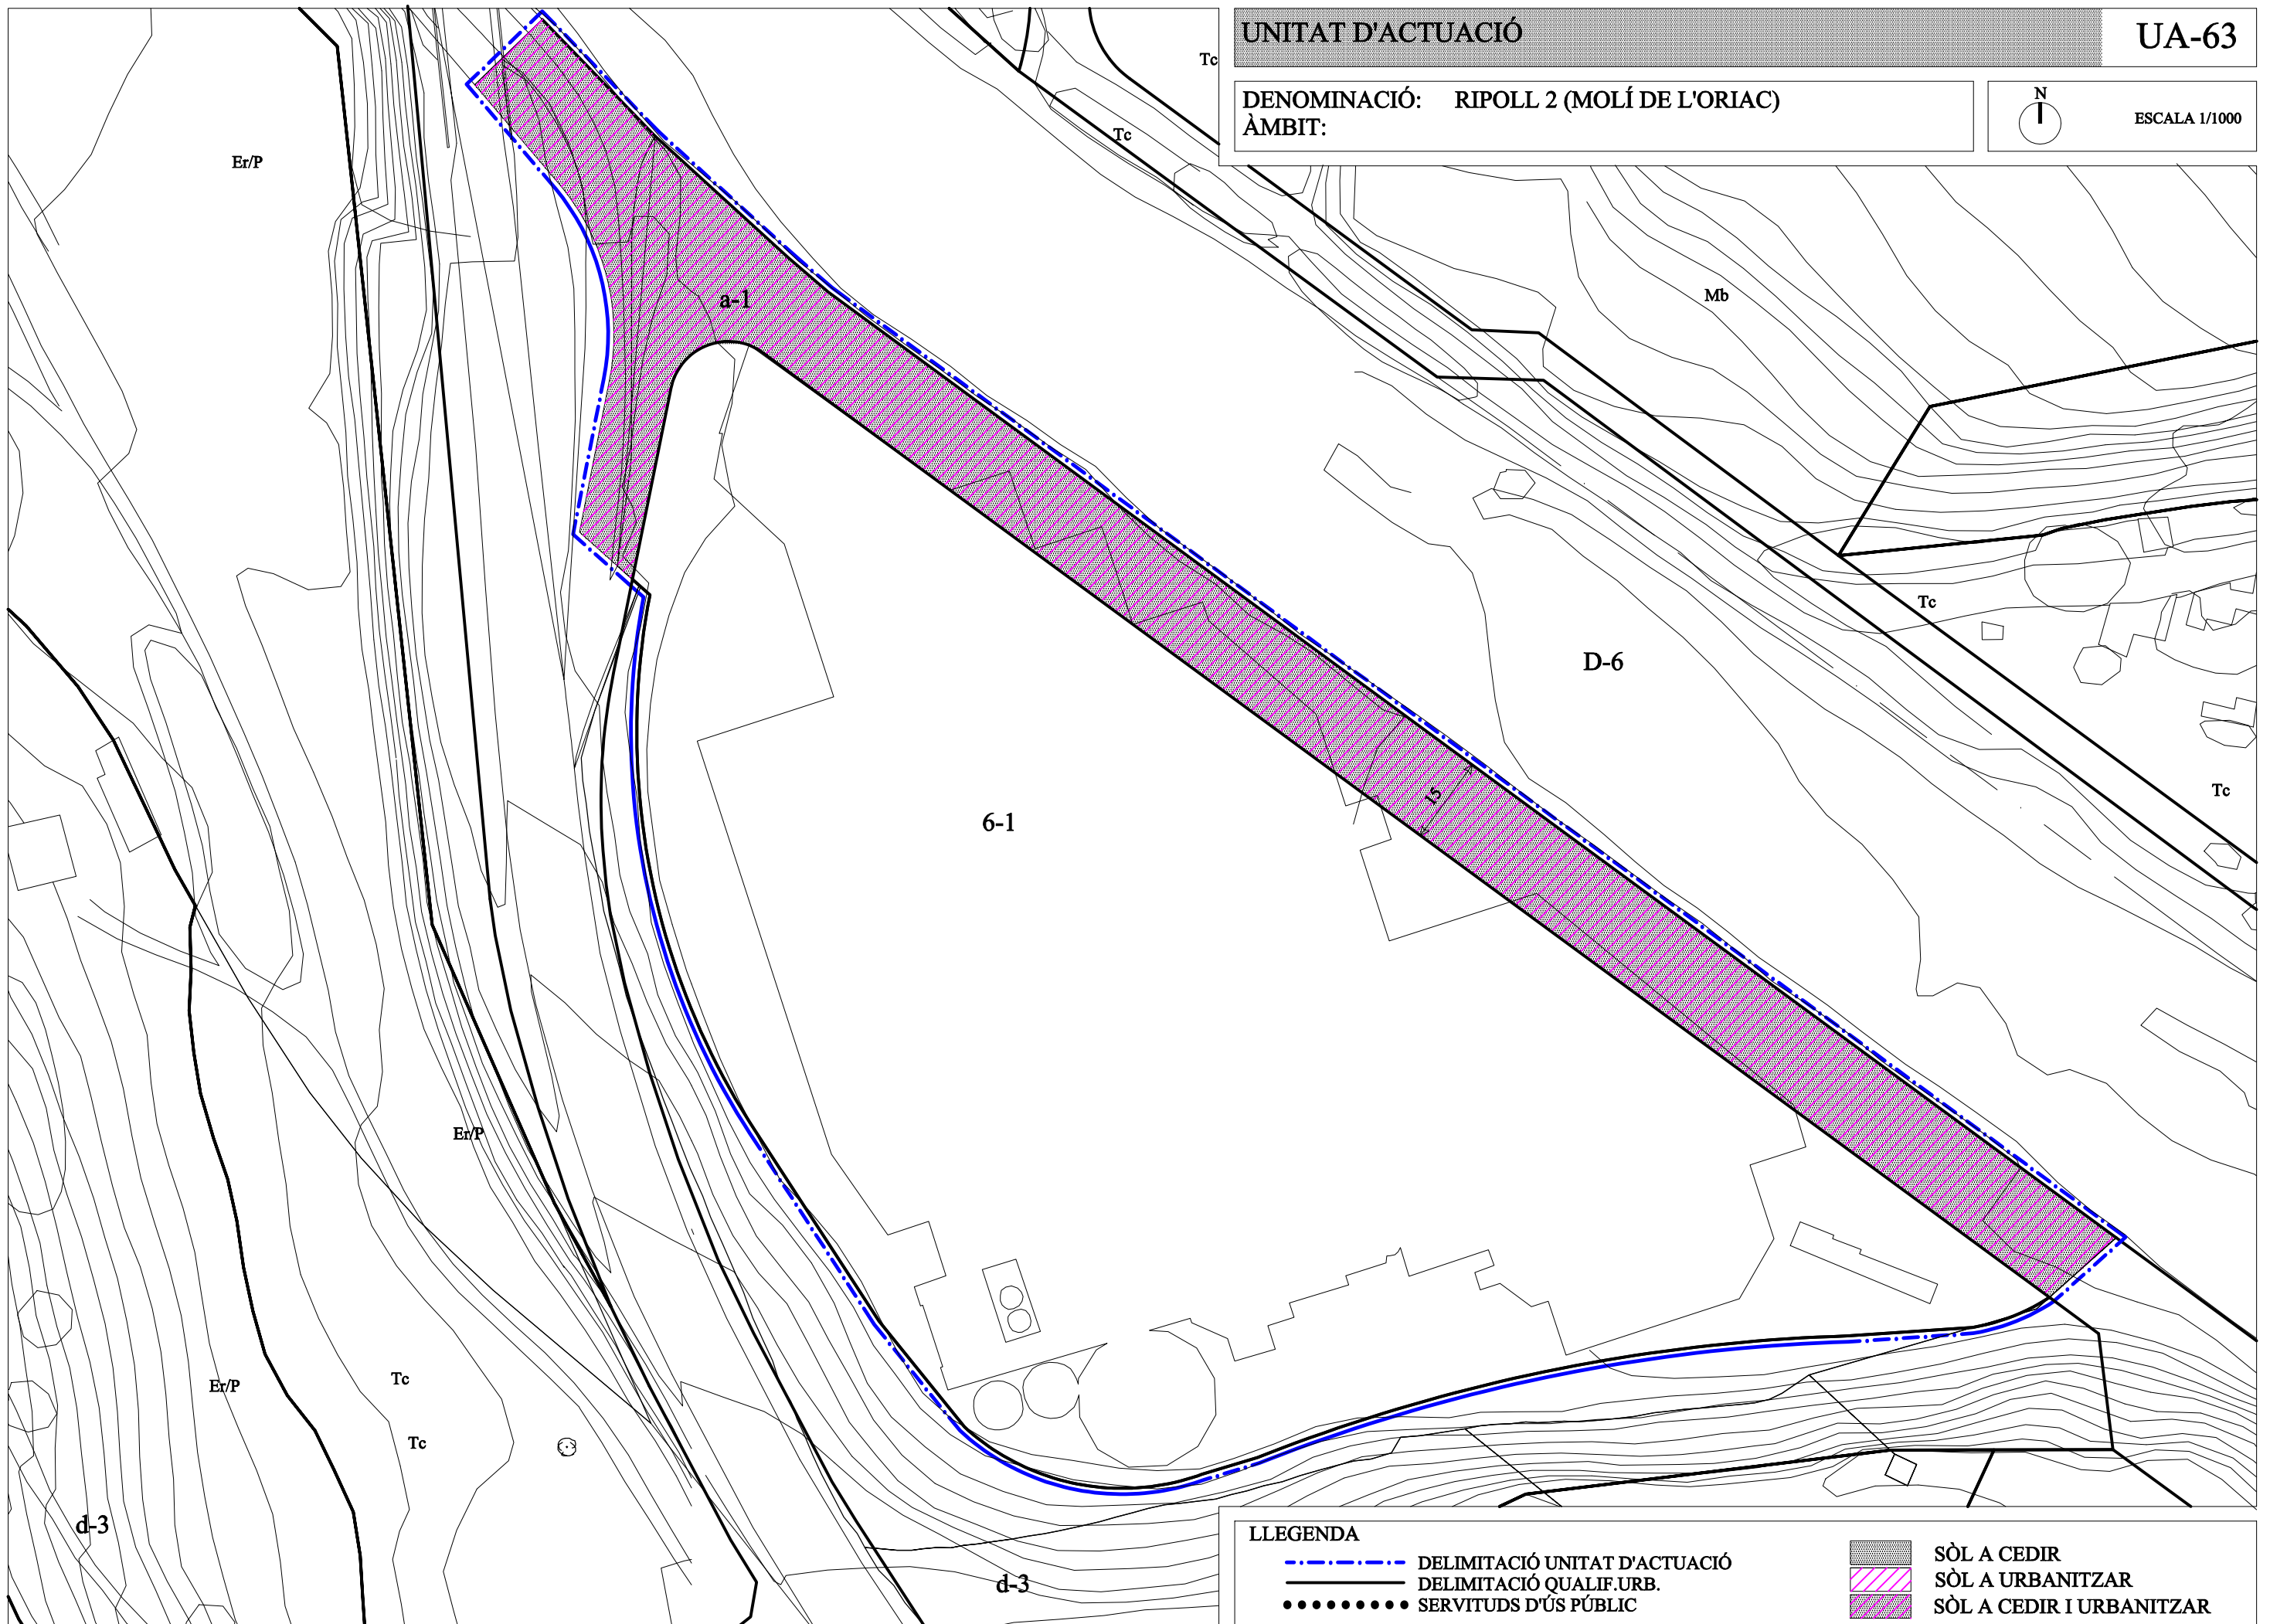 UNITAT D'ACTUACIÓ
UA-63
DENOMINACIÓ: RIPOLL 2 (MOLÍ DE L'ORIAC)
ÀMBIT:
N
ESCALA 1/1000
Tc
Tc
Er/P
a-1
Mb
Tc
D-6
Tc
15
6-1
Er/P
Tc
Er/P
Tc
d-3
d-3
LLEGENDA
DELIMITACIÓ UNITAT D'ACTUACIÓ
DELIMITACIÓ QUALIF.URB.
SERVITUDS D'ÚS PÚBLIC
SÒL A CEDIR
SÒL A URBANITZAR
SÒL A CEDIR I URBANITZAR